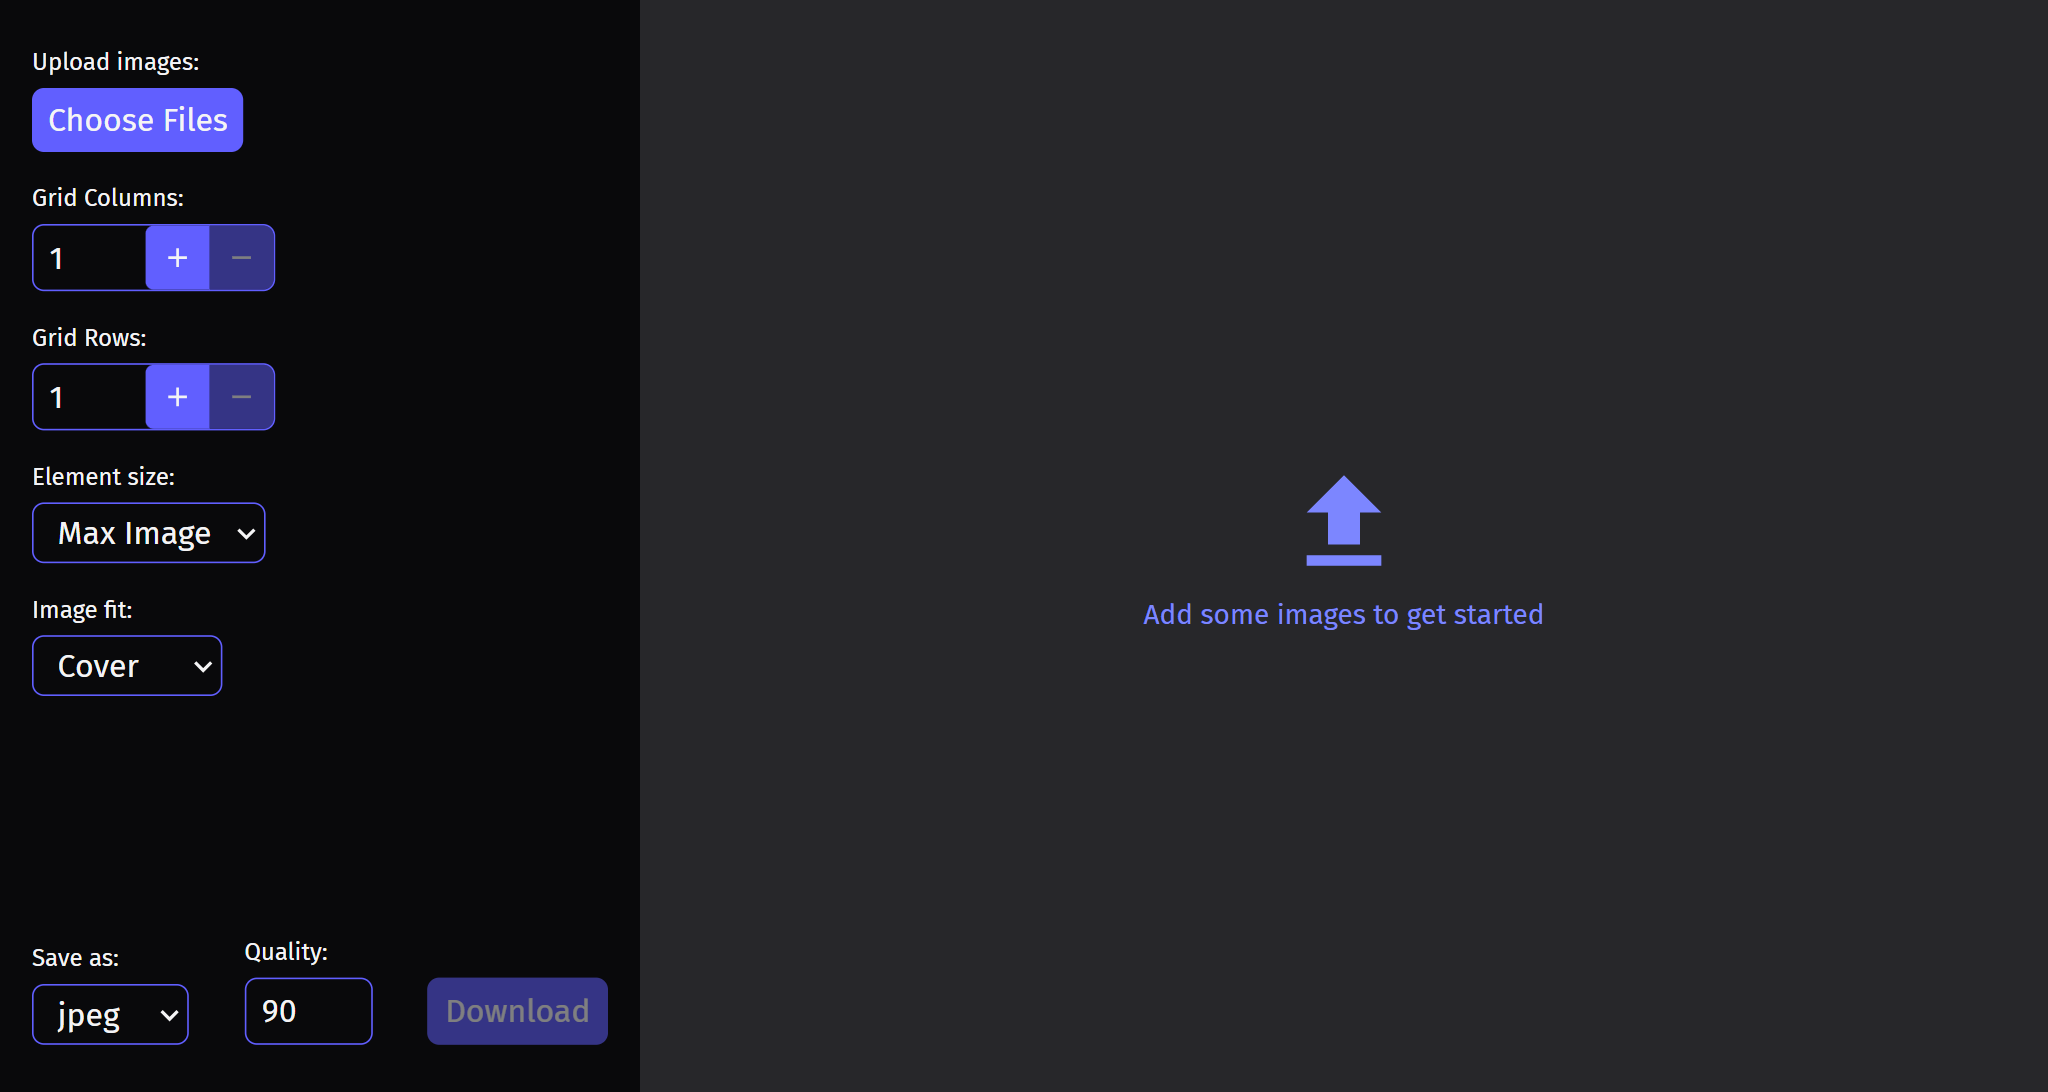 Upload images:
Choose Files
Grid Columns:
1 + −
Grid Rows:
1 + −
Element size:
Max Image
Image fit:
Cover
Add some images to get started
Save as:
jpeg
Quality:
90
Download